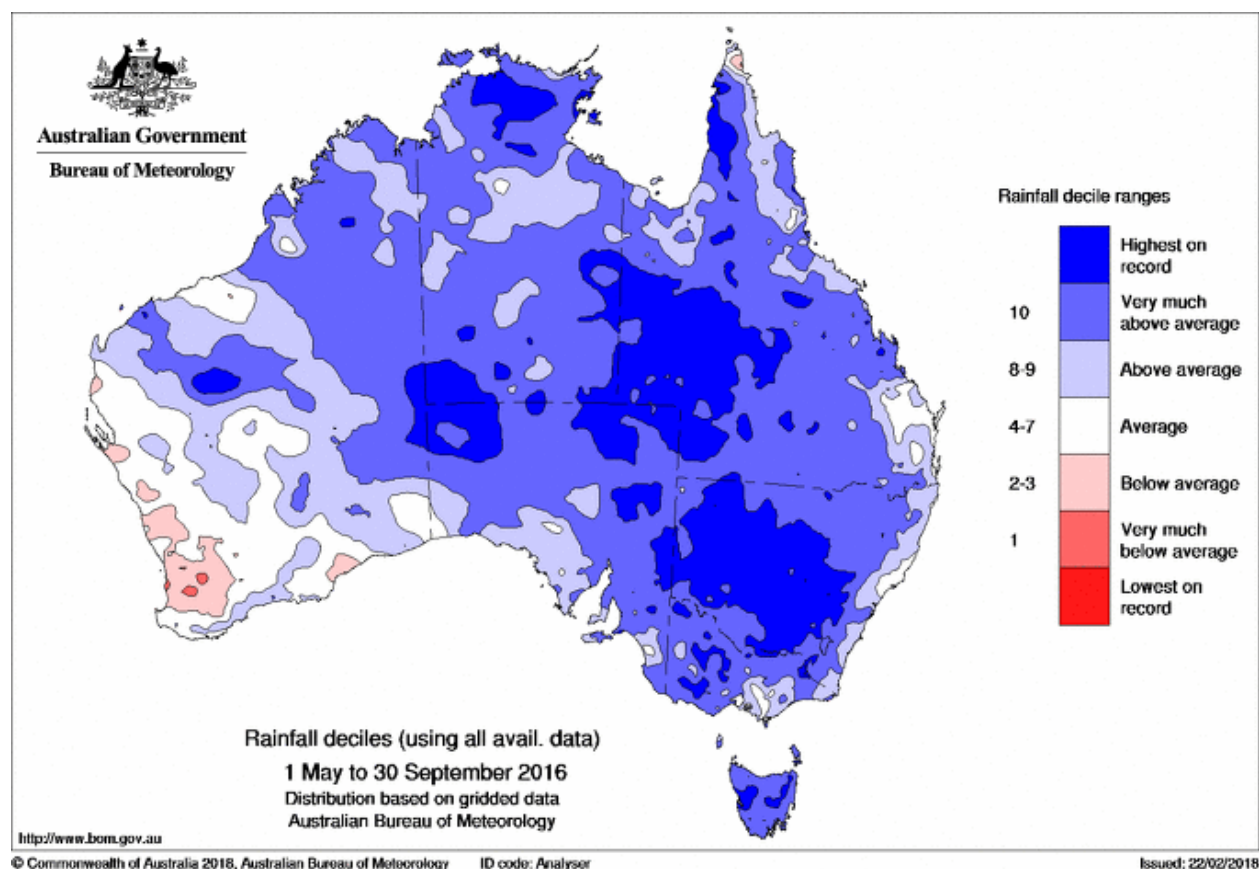 Australian Government
Bureau of Meteorology
Rainfall decile ranges
Highest on
record
10
Very much
above average
8-9
Above average
4-7
Average
2-3
Below average
1
Very much
below average
Lowest on
record
Rainfall deciles (using all avail. data)
1 May to 30 September 2016
Distribution based on gridded data
Australian Bureau of Meteorology
http://www.bom.gov.au
© Commonwealth of Australia 2018, Australian Bureau of Meteorology ID code: Analyser Issued: 22/02/2018